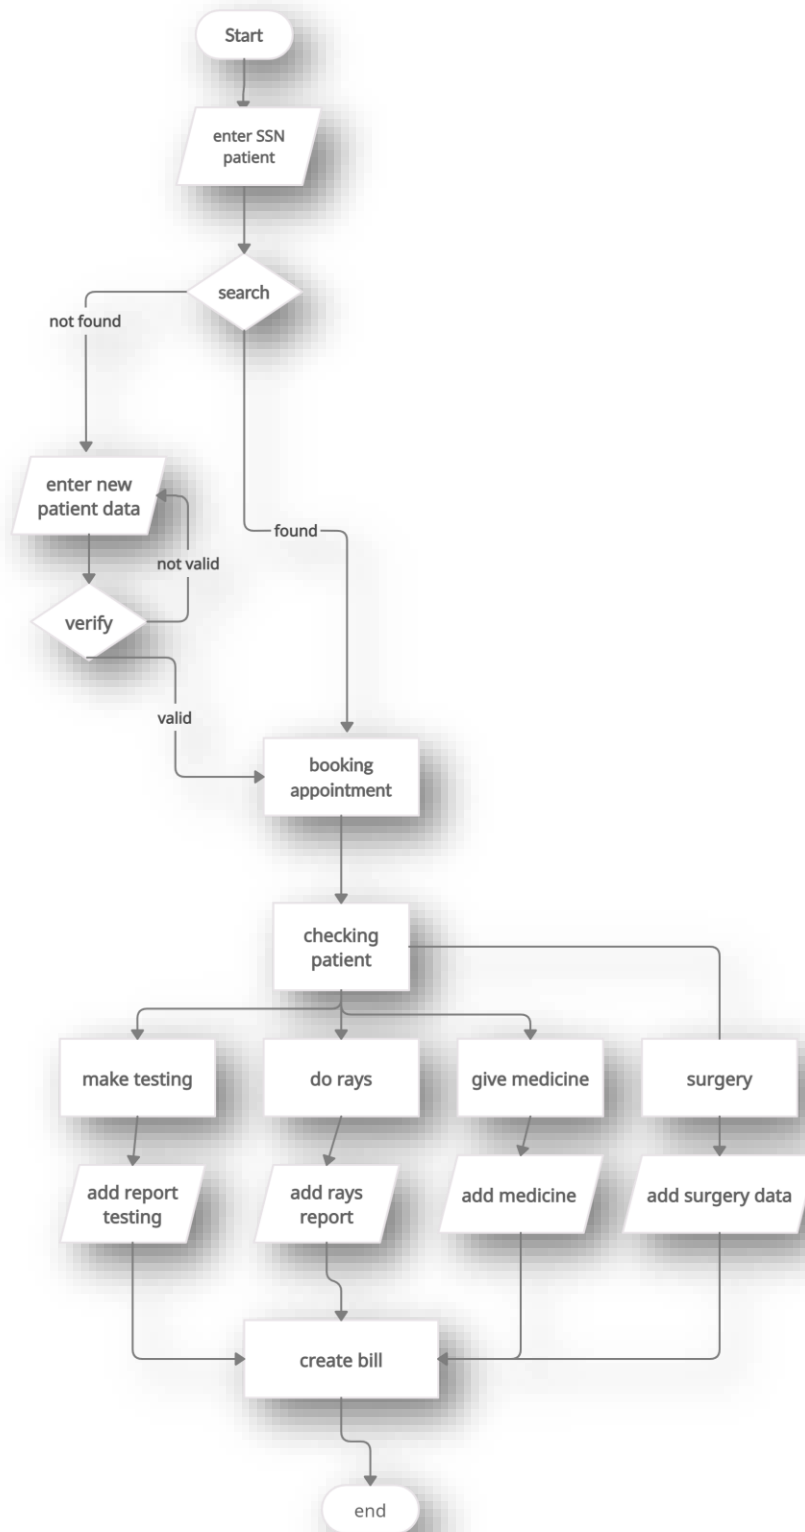 Start
enter SSN
patient
search
not found
enter new
patient data
found
not valid
verify
valid
booking
appointment
checking
patient
make testing
do rays
give medicine
surgery
add report
testing
add rays
report
add medicine
add surgery data
create bill
end